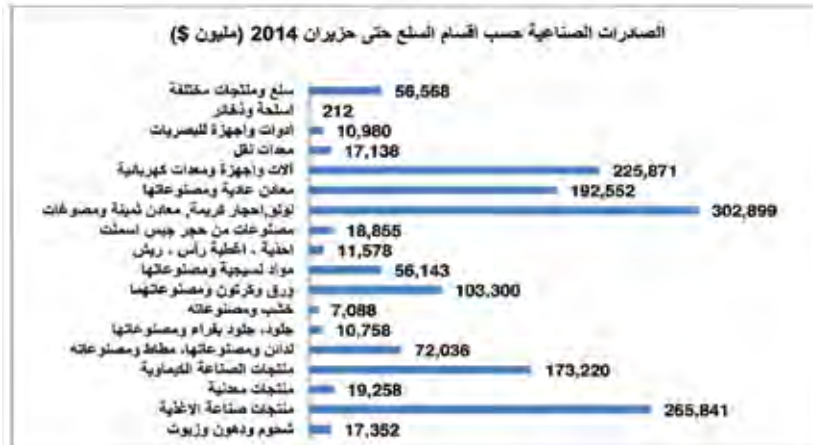 الصادرات الصناعية حسب اقسام السلع حتى حزيران 2014 (مليون $)
سلع ومنتجات مختلفة 56,568
اسلحة وذخائر 212
ادوات واجهزة للبصريات 10,980
معدات نقل 17,138
آلات واجهزة ومعدات كهربائية 225,871
معادن عادية ومصنوعاتها 192,552
لولو,احجار كريمة, معادن ثمينة ومصوغات 302,899
مصنوعات من حجر جبس اسمنت 18,855
احذية ، اغطية رأس ، ريش 11,578
مواد نسيجية ومصنوعاتها 56,143
ورق وكرتون ومصنوعاتهما 103,300
خشب ومصنوعاته 7,088
جلود، جلود بفراء ومصنوعاتها 10,758
لدائن ومصنوعاتها، مطاط ومصنوعاته 72,036
منتجات الصناعة الكيماوية 173,220
منتجات معدنية 19,258
منتجات صناعة الاغذية 265,841
شحوم ودهون وزيوت 17,352